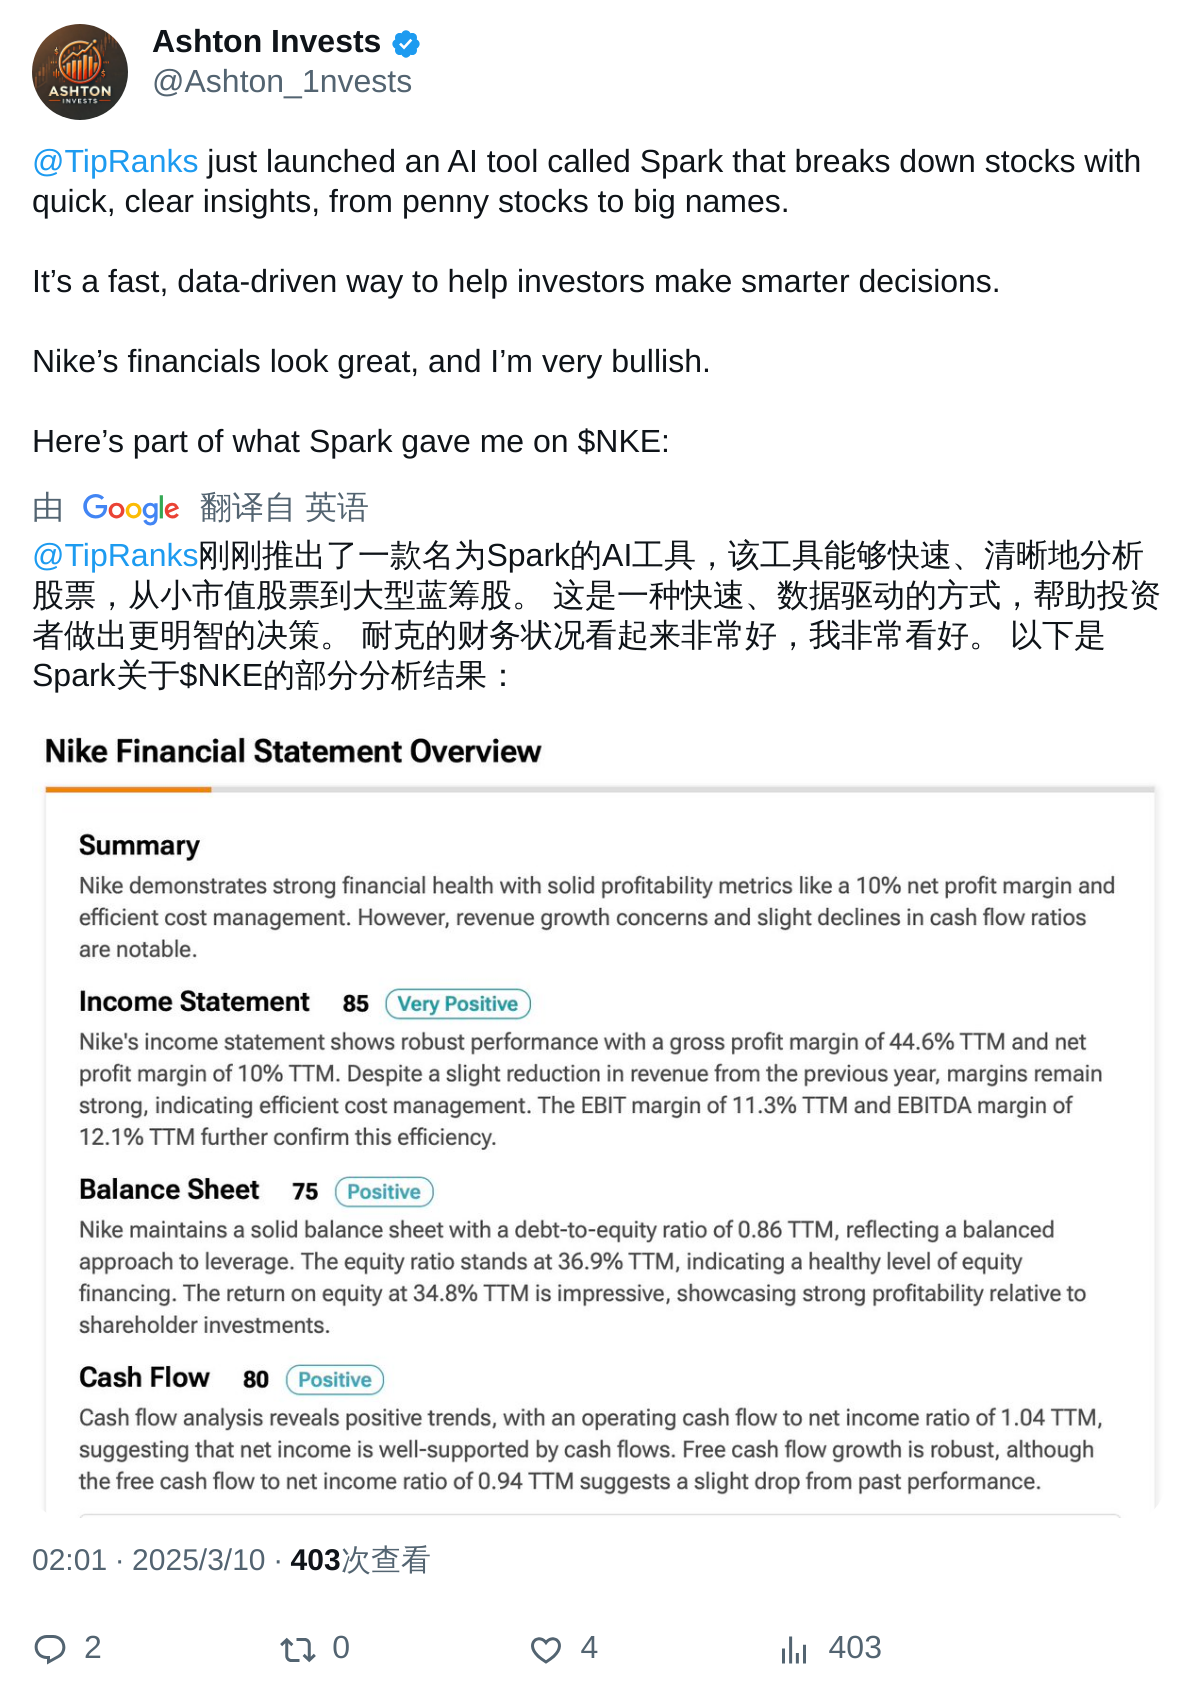 Ashton Invests
@Ashton_1nvests
ASHTON
INVESTS
@TipRanks just launched an AI tool called Spark that breaks down stocks with
quick, clear insights, from penny stocks to big names.
It’s a fast, data-driven way to help investors make smarter decisions.
Nike’s financials look great, and I’m very bullish.
Here’s part of what Spark gave me on $NKE:
由 Google 翻译自 英语
@TipRanks刚刚推出了一款名为Spark的AI工具，该工具能够快速、清晰地分析
股票，从小市值股票到大型蓝筹股。 这是一种快速、数据驱动的方式，帮助投资
者做出更明智的决策。 耐克的财务状况看起来非常好，我非常看好。 以下是
Spark关于$NKE的部分分析结果：
Nike Financial Statement Overview
Summary
Nike demonstrates strong financial health with solid profitability metrics like a 10% net profit margin and
efficient cost management. However, revenue growth concerns and slight declines in cash flow ratios
are notable.
Income Statement 85 Very Positive
Nike's income statement shows robust performance with a gross profit margin of 44.6% TTM and net
profit margin of 10% TTM. Despite a slight reduction in revenue from the previous year, margins remain
strong, indicating efficient cost management. The EBIT margin of 11.3% TTM and EBITDA margin of
12.1% TTM further confirm this efficiency.
Balance Sheet 75 Positive
Nike maintains a solid balance sheet with a debt-to-equity ratio of 0.86 TTM, reflecting a balanced
approach to leverage. The equity ratio stands at 36.9% TTM, indicating a healthy level of equity
financing. The return on equity at 34.8% TTM is impressive, showcasing strong profitability relative to
shareholder investments.
Cash Flow 80 Positive
Cash flow analysis reveals positive trends, with an operating cash flow to net income ratio of 1.04 TTM,
suggesting that net income is well-supported by cash flows. Free cash flow growth is robust, although
the free cash flow to net income ratio of 0.94 TTM suggests a slight drop from past performance.
02:01 · 2025/3/10 · 403次查看
2 0 4 403